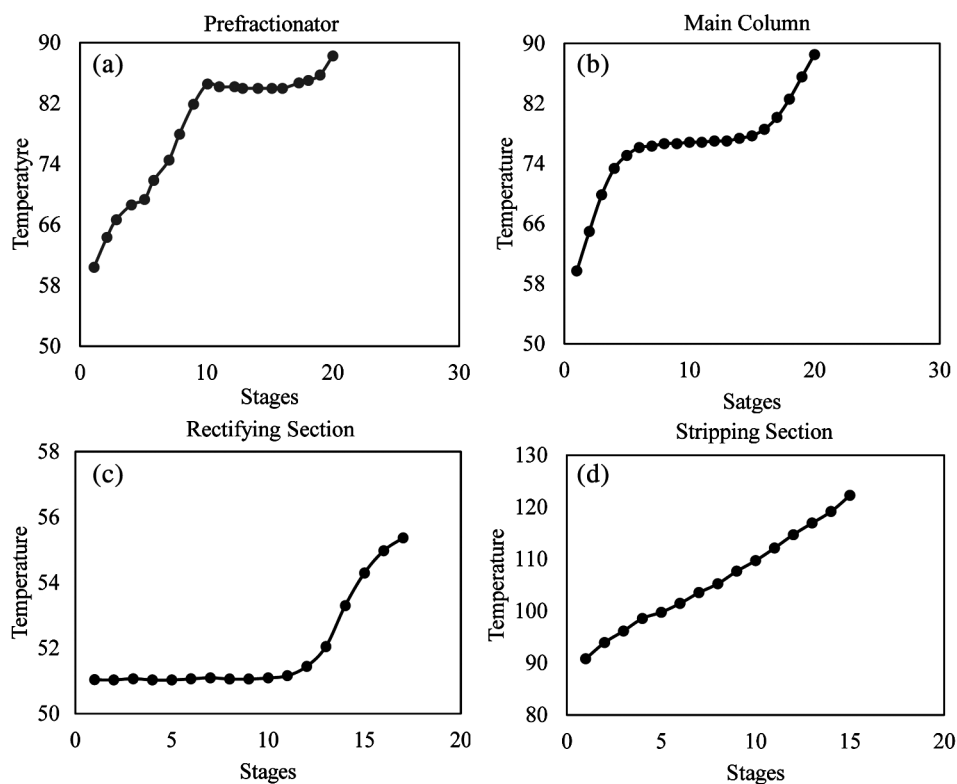 Prefractionator
(a)
Temperatyre
90
82
74
66
58
50
0
10
20
30
Stages
Main Column
(b)
Temperature
90
82
74
66
58
50
0
10
20
30
Satges
Rectifying Section
(c)
Temperature
58
56
54
52
50
0
5
10
15
20
Stages
Stripping Section
(d)
Temperature
130
120
110
100
90
80
0
5
10
15
20
Stages